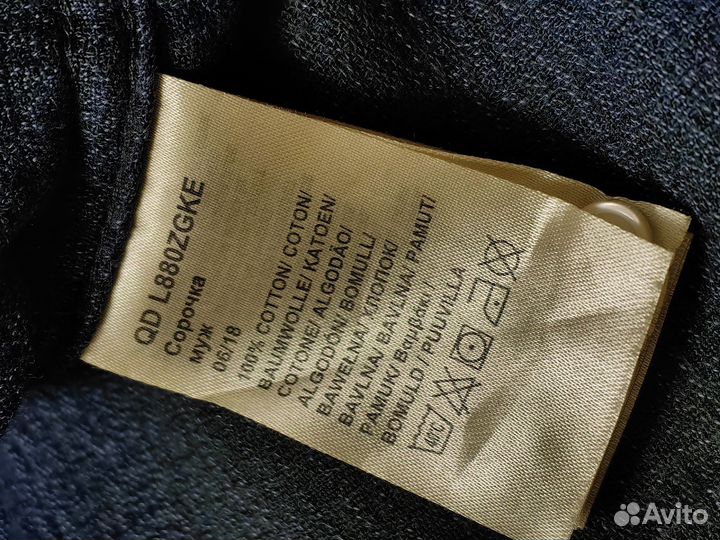 QD L880ZGKE
Сорочка
муж
06/18
100% COTTON/ COTON/
BAUMWOLLE/ KATOEN/
COTONE/ ALGODÃO/
ALGODÓN/ BOMULL/
BAWEŁNA/ ХЛОПОК/
BAVLNA/ BAVLNA/ PAMUT/
PAMUK/ Βαμβάκι /
BOMULD / PUUVILLA
40°C
Avito